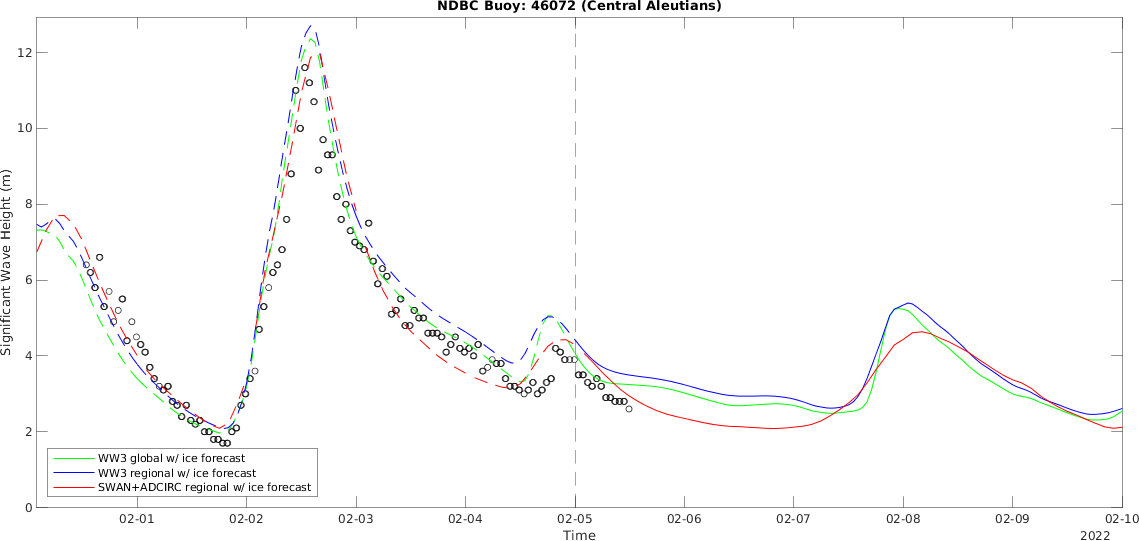 NDBC Buoy: 46072 (Central Aleutians)
Significant Wave Height (m)
12
10
8
6
4
2
0
WW3 global w/ ice forecast
WW3 regional w/ ice forecast
SWAN+ADCIRC regional w/ ice forecast
02-01 02-02 02-03 02-04 02-05 02-06 02-07 02-08 02-09 02-10
Time
2022